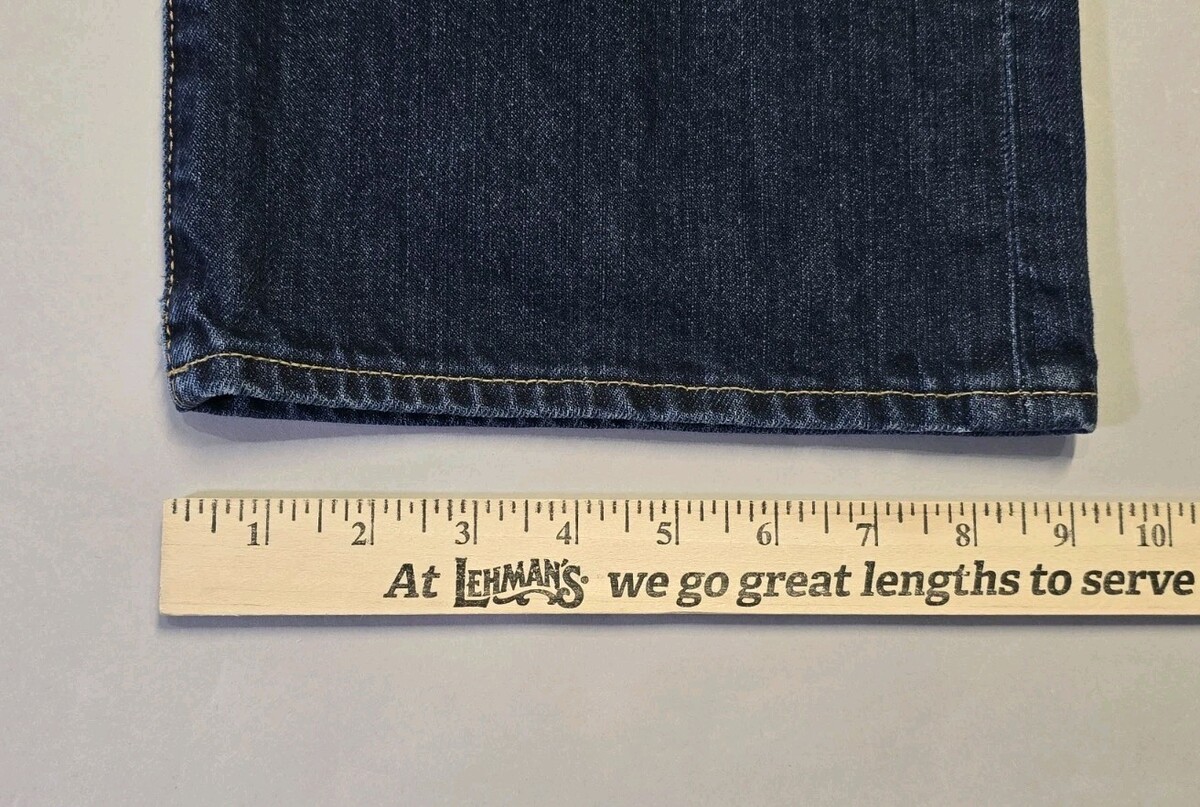 1 2 3 4 5 6 7 8 9 10
At LEHMAN'S we go great lengths to serve